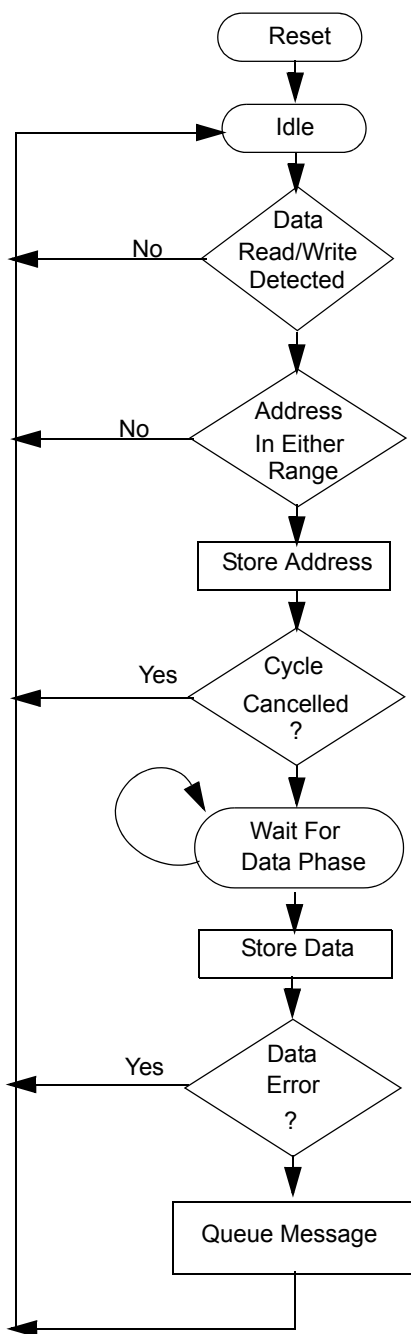 Reset
Idle
Data
Read/Write
Detected
No
Address
In Either
Range
No
Store Address
Cycle
Cancelled
?
Yes
Wait For
Data Phase
Store Data
Data
Error
?
Yes
Queue Message